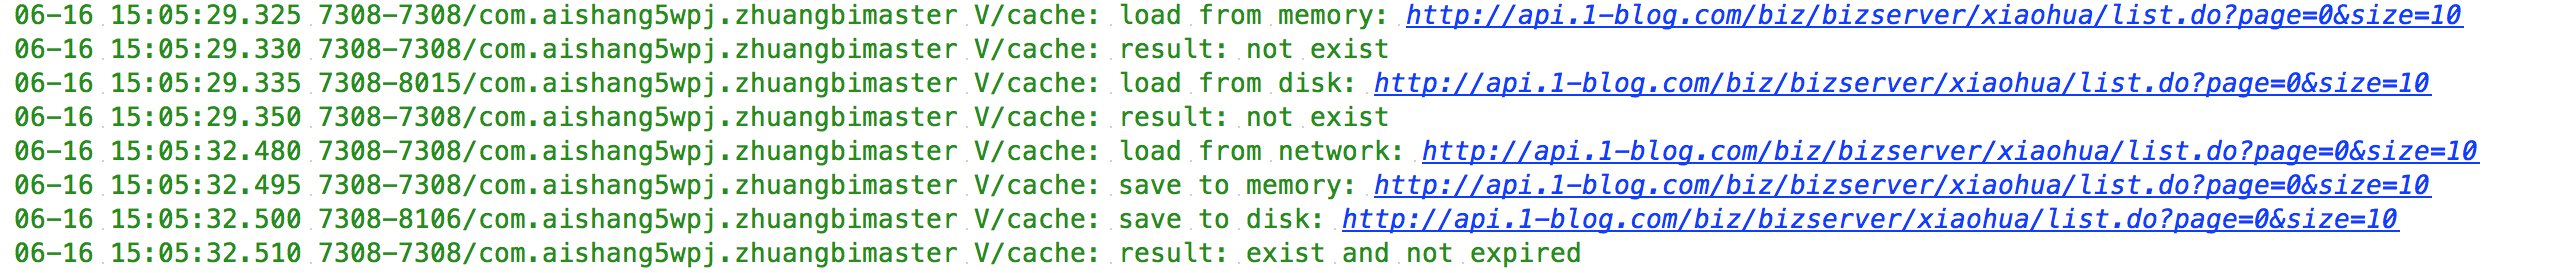 06-16 15:05:29.325 7308-7308/com.aishang5wpj.zhuangbimaster V/cache: load from memory: http://api.1-blog.com/biz/bizserver/xiaohua/list.do?page=0&size=10
06-16 15:05:29.330 7308-7308/com.aishang5wpj.zhuangbimaster V/cache: result: not exist
06-16 15:05:29.335 7308-8015/com.aishang5wpj.zhuangbimaster V/cache: load from disk: http://api.1-blog.com/biz/bizserver/xiaohua/list.do?page=0&size=10
06-16 15:05:29.350 7308-7308/com.aishang5wpj.zhuangbimaster V/cache: result: not exist
06-16 15:05:32.480 7308-7308/com.aishang5wpj.zhuangbimaster V/cache: load from network: http://api.1-blog.com/biz/bizserver/xiaohua/list.do?page=0&size=10
06-16 15:05:32.495 7308-7308/com.aishang5wpj.zhuangbimaster V/cache: save to memory: http://api.1-blog.com/biz/bizserver/xiaohua/list.do?page=0&size=10
06-16 15:05:32.500 7308-8106/com.aishang5wpj.zhuangbimaster V/cache: save to disk: http://api.1-blog.com/biz/bizserver/xiaohua/list.do?page=0&size=10
06-16 15:05:32.510 7308-7308/com.aishang5wpj.zhuangbimaster V/cache: result: exist and not expired